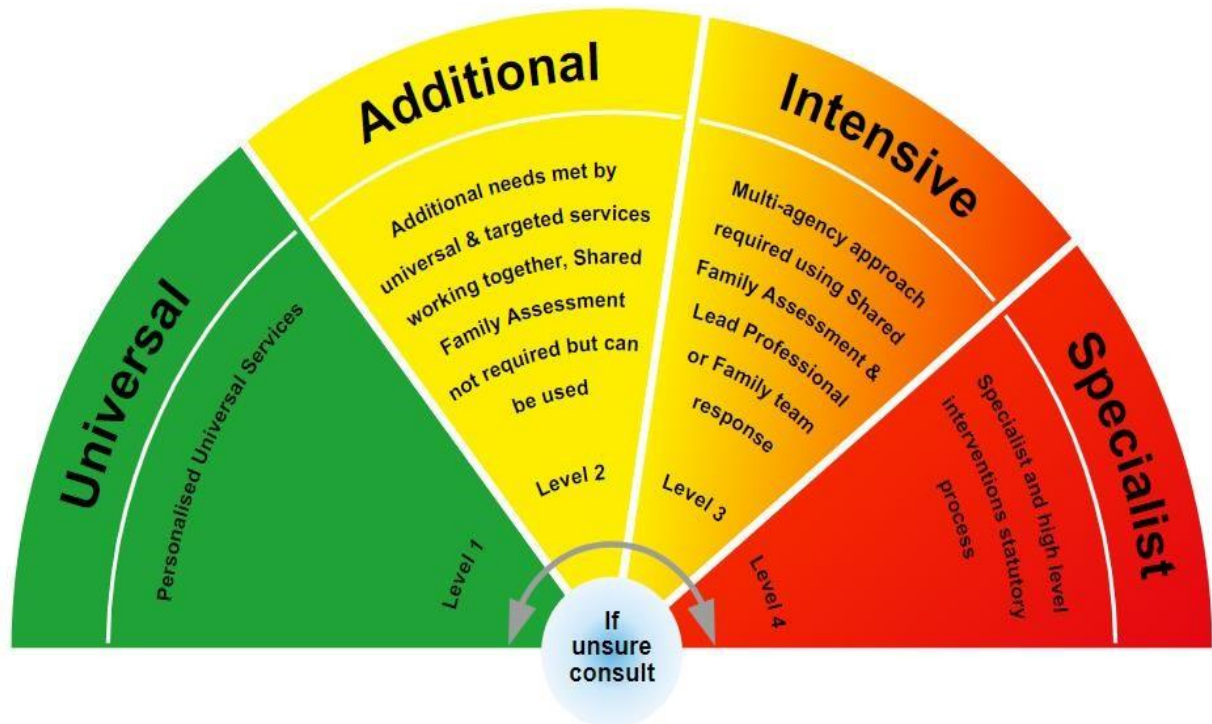 Universal
Personalised Universal Services
Level 1
Additional
Additional needs met by
universal & targeted services
working together, Shared
Family Assessment
not required but can
be used
Level 2
Intensive
Multi-agency approach
required using Shared
Family Assessment &
Lead Professional
or Family team
response
Level 3
Specialist
Specialist and high level
interventions statutory
process
Level 4
If
unsure
consult